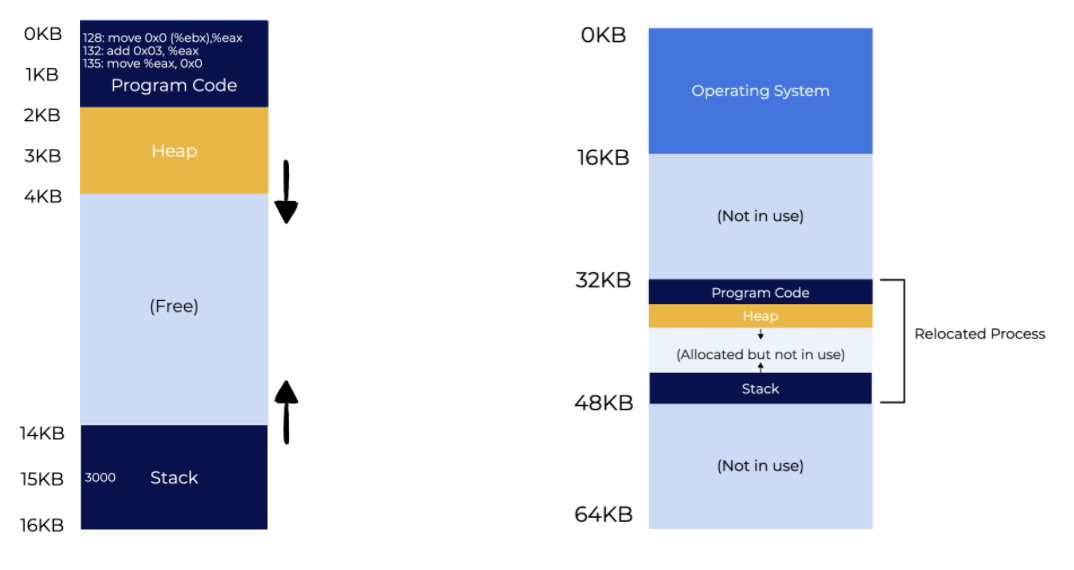 0KB
128: move 0x0 (%ebx),%eax
132: add 0x03, %eax
135: move %eax, 0x0
1KB
Program Code
2KB
Heap
3KB
4KB
(Free)
14KB
15KB
3000
Stack
16KB
0KB
Operating System
16KB
(Not in use)
32KB
Program Code
Heap
Relocated Process
(Allocated but not in use)
Stack
48KB
(Not in use)
64KB